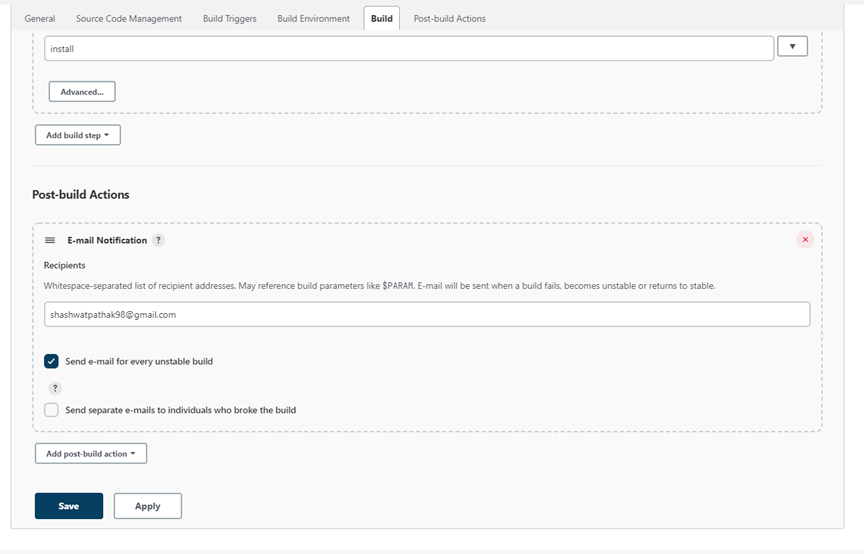 General Source Code Management Build Triggers Build Environment Build Post-build Actions
install
Advanced...
Add build step
Post-build Actions
E-mail Notification ?
Recipients
Whitespace-separated list of recipient addresses. May reference build parameters like $PARAM. E-mail will be sent when a build fails, becomes unstable or returns to stable.
shashwatpathak98@gmail.com
Send e-mail for every unstable build
?
Send separate e-mails to individuals who broke the build
Add post-build action
Save Apply